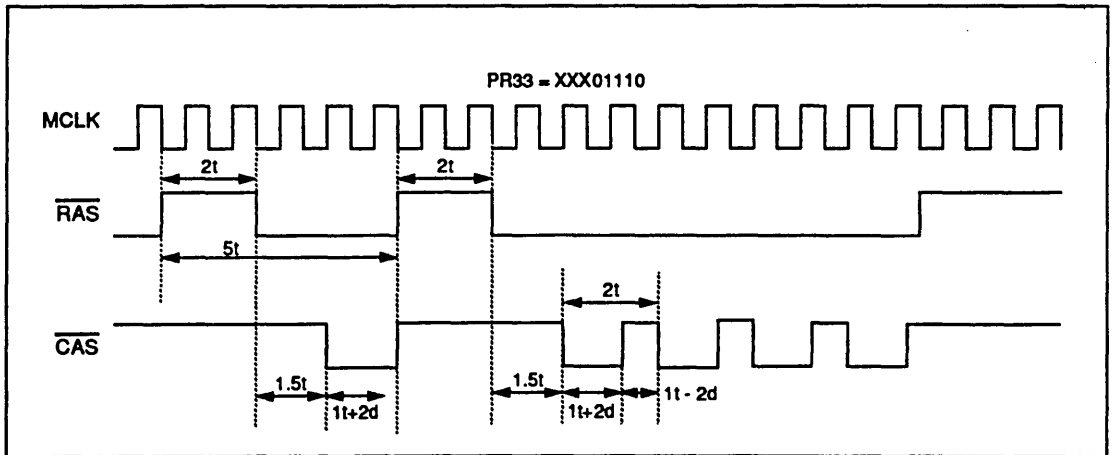 PR33 = XXX01110
MCLK
2t
2t
RAS
5t
2t
CAS
1.5t
1t+2d
1.5t
1t+2d
1t - 2d